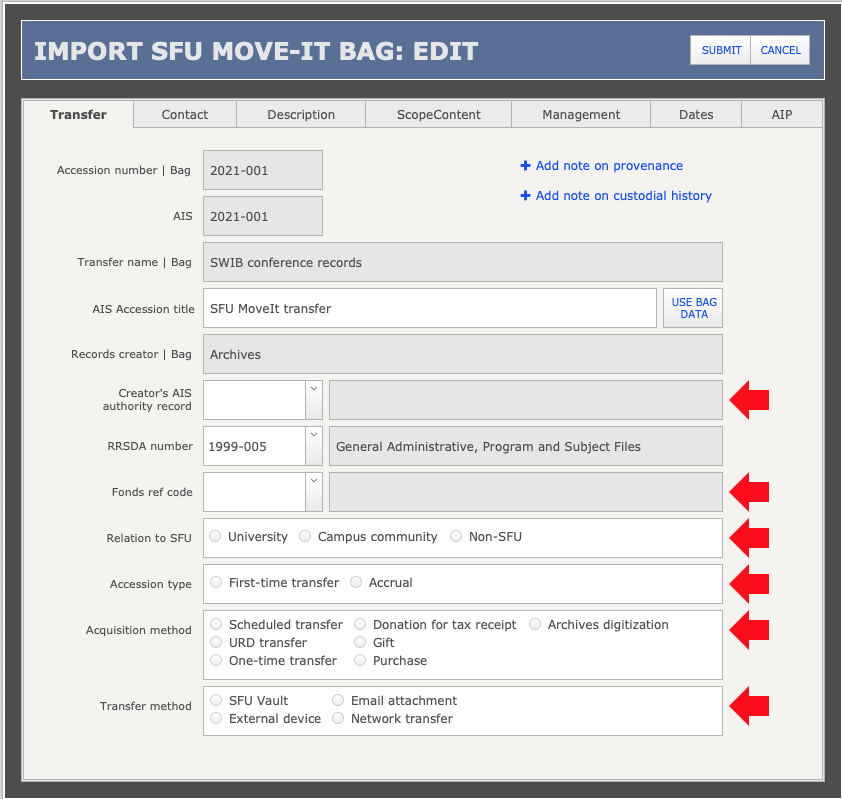 IMPORT SFU MOVE-IT BAG: EDIT
SUBMIT CANCEL
Transfer Contact Description ScopeContent Management Dates AIP
Accession number | Bag 2021-001
Add note on provenance
AIS 2021-001
Add note on custodial history
Transfer name | Bag SWIB conference records
AIS Accession title SFU MoveIt transfer
USE BAG
DATA
Records creator | Bag Archives
Creator's AIS
authority record
RRSDA number 1999-005 General Administrative, Program and Subject Files
Fonds ref code
Relation to SFU University Campus community Non-SFU
Accession type First-time transfer Accrual
Acquisition method Scheduled transfer Donation for tax receipt Archives digitization
URD transfer Gift
One-time transfer Purchase
Transfer method SFU Vault Email attachment
External device Network transfer